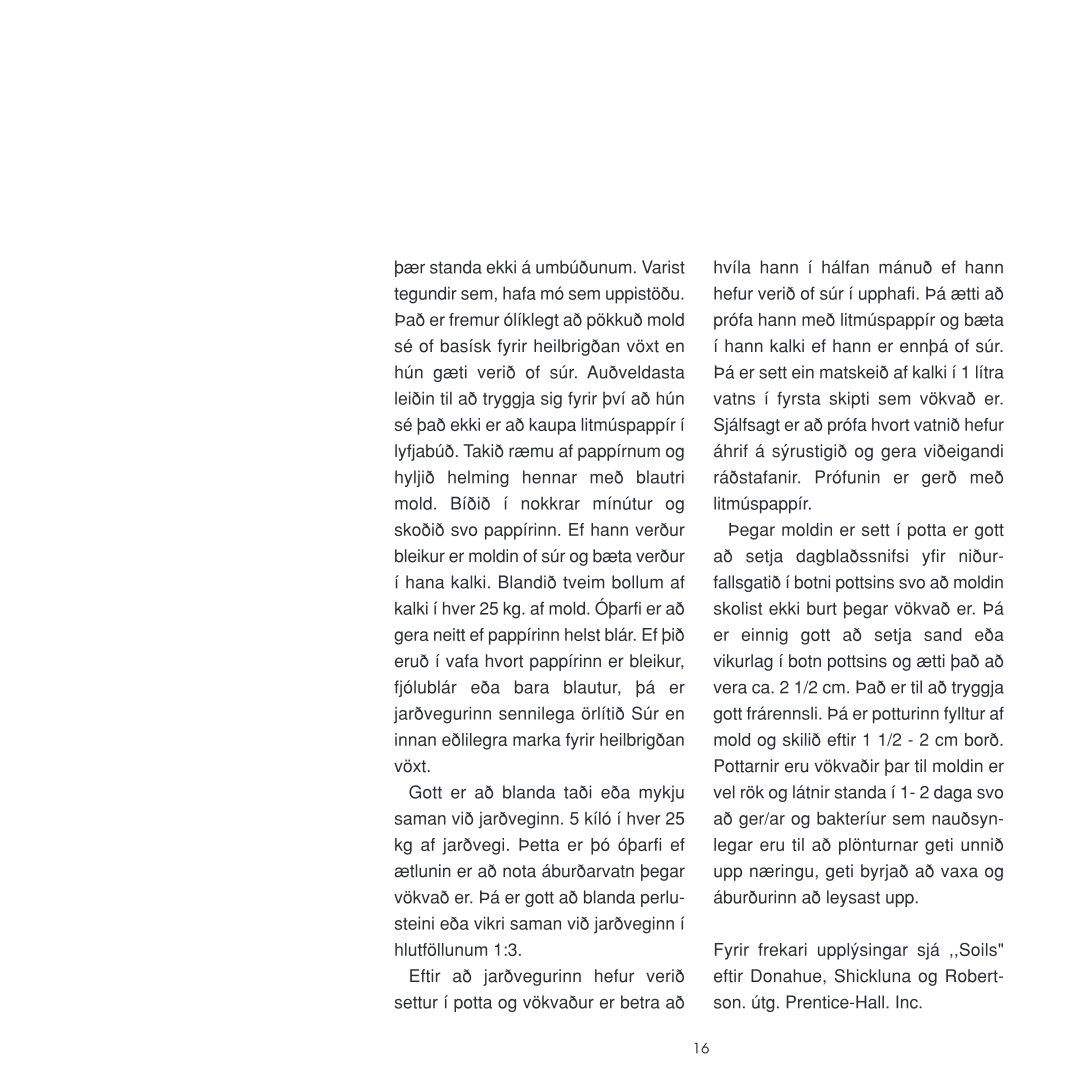 þær standa ekki á umbúðunum. Varist
tegundir sem, hafa mó sem uppistöðu.
Það er fremur ólíklegt að pökkuð mold
sé of basísk fyrir heilbrigðan vöxt en
hún gæti verið of súr. Auðveldasta
leiðin til að tryggja sig fyrir því að hún
sé það ekki er að kaupa litmúspappír í
lyfjabúð. Takið ræmu af pappírnum og
hyljið helming hennar með blautri
mold. Bíðið í nokkrar mínútur og
skoðið svo pappírinn. Ef hann verður
bleikur er moldin of súr og bæta verður
í hana kalki. Blandið tveim bollum af
kalki í hver 25 kg. af mold. Óþarfi er að
gera neitt ef pappírinn helst blár. Ef þið
eruð í vafa hvort pappírinn er bleikur,
fjólublár eða bara blautur, þá er
jarðvegurinn sennilega örlítið Súr en
innan eðlilegra marka fyrir heilbrigðan
vöxt.
Gott er að blanda taði eða mykju
saman við jarðveginn. 5 kíló í hver 25
kg af jarðvegi. Þetta er þó óþarfi ef
ætlunin er að nota áburðarvatn þegar
vökvað er. Þá er gott að blanda perlu-
steini eða vikri saman við jarðveginn í
hlutföllunum 1:3.
Eftir að jarðvegurinn hefur verið
settur í potta og vökvaður er betra að
hvíla hann í hálfan mánuð ef hann
hefur verið of súr í upphafi. Þá ætti að
prófa hann með litmúspappír og bæta
í hann kalki ef hann er ennþá of súr.
Þá er sett ein matskeið af kalki í 1 lítra
vatns í fyrsta skipti sem vökvað er.
Sjálfsagt er að prófa hvort vatnið hefur
áhrif á sýrustigið og gera viðeigandi
ráðstafanir. Prófunin er gerð með
litmúspappír.
Þegar moldin er sett í potta er gott
að setja dagblaðssnifsi yfir niður-
fallsgatið í botni pottsins svo að moldin
skolist ekki burt þegar vökvað er. Þá
er einnig gott að setja sand eða
vikurlag í botn pottsins og ætti það að
vera ca. 2 1/2 cm. Það er til að tryggja
gott frárennsli. Þá er potturinn fylltur af
mold og skilið eftir 1 1/2 - 2 cm borð.
Pottarnir eru vökvaðir þar til moldin er
vel rök og látnir standa í 1- 2 daga svo
að ger/ar og bakteríur sem nauðsyn-
legar eru til að plönturnar geti unnið
upp næringu, geti byrjað að vaxa og
áburðurinn að leysast upp.
Fyrir frekari upplýsingar sjá ,,Soils"
eftir Donahue, Shickluna og Robert-
son. útg. Prentice-Hall. Inc.
16